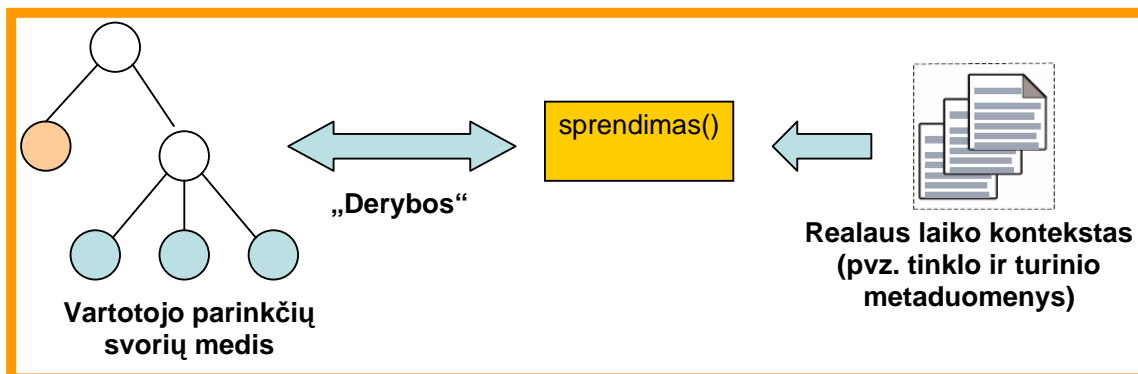 sprendimas()
„Derybos“
Realaus laiko kontekstas
(pvz. tinklo ir turinio
metaduomenys)
Vartotojo parinkčių
svorių medis